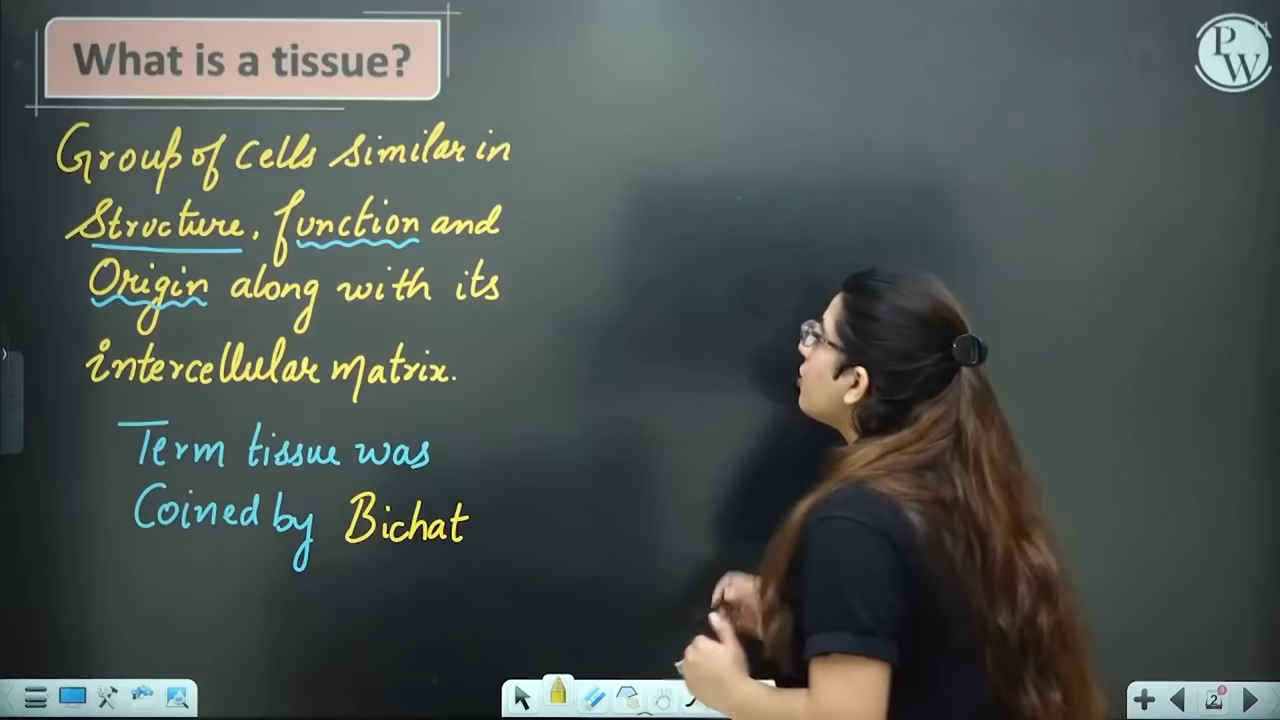 What is a tissue?
PW
Group of cells similar in
Structure, function and
Origin along with its
intercellular matrix.
Term tissue was
Coined by Bichat
2